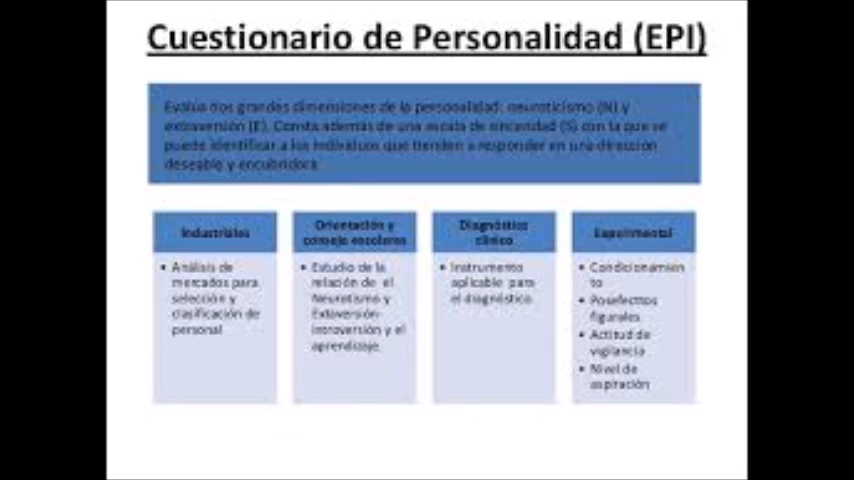 Cuestionario de Personalidad (EPI)
Evalúa dos grandes dimensiones de la personalidad: neuroticismo (N) y
extraversión (E). Consta además de una escala de sinceridad (S) con la que se
puede identificar a los individuos que tienden a responder en una dirección
deseable y encubridora.
Industriales
• Análisis de
mercados para
selección y
clasificación de
personal
Orientación y
consejo escolares
• Estudio de la
relación de el
Neurotismo y
Extaversión-
introversión y el
aprendizaje.
Diagnóstico
clínico
• Instrumento
aplicable para
el diagnóstico.
Experimental
• Condicionamien
to
• Posefectos
figurales
• Actitud de
vigilancia
• Nivel de
aspiración